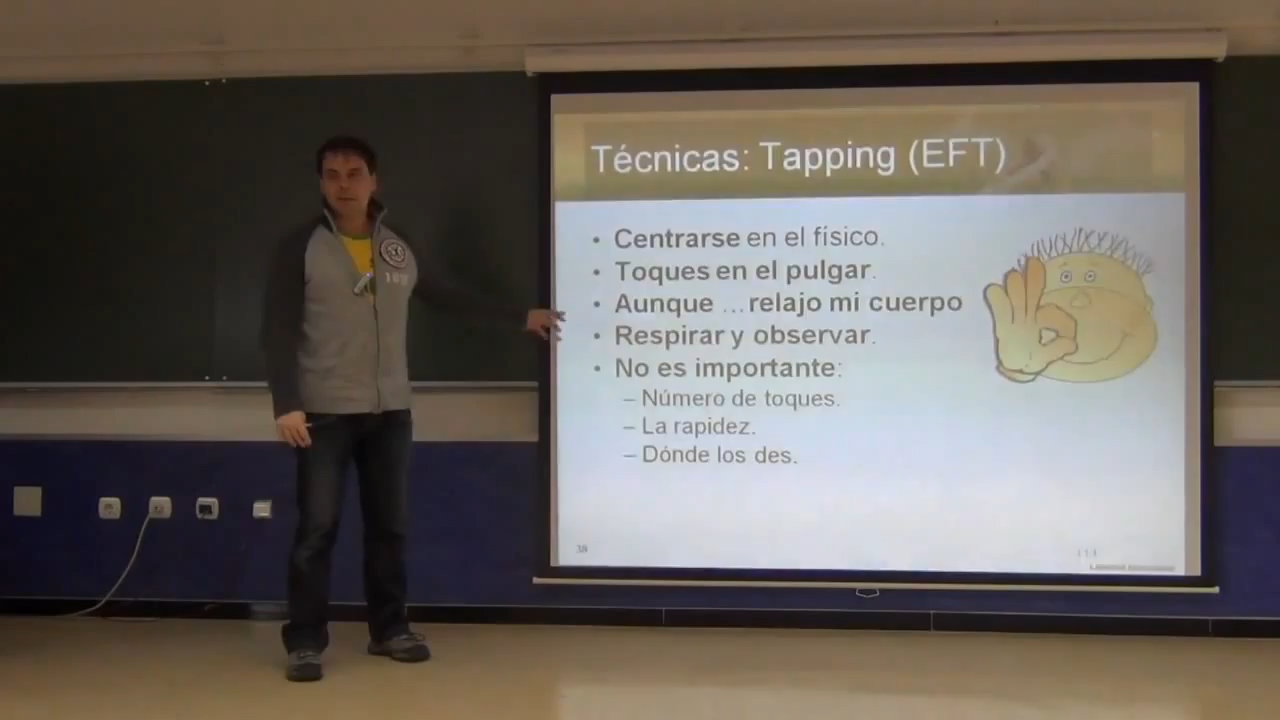 Técnicas: Tapping (EFT)
• Centrarse en el físico.
• Toques en el pulgar.
• Aunque ...relajo mi cuerpo
• Respirar y observar.
• No es importante:
– Número de toques.
– La rapidez.
– Dónde los des.
38